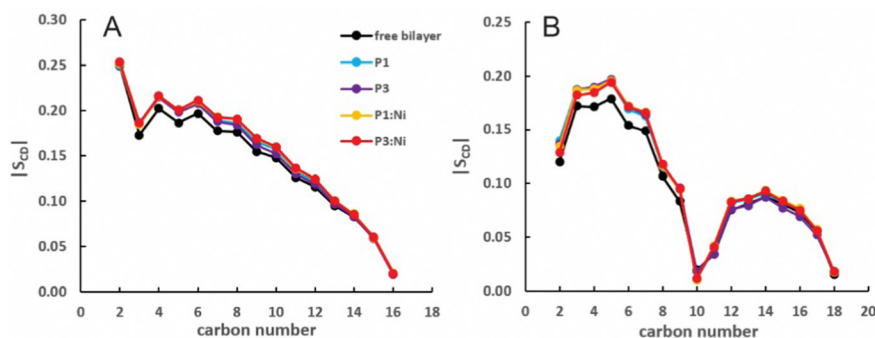 A
|S_CD|
0.30
0.25
0.20
0.15
0.10
0.05
0.00
0 2 4 6 8 10 12 14 16 18
carbon number
free bilayer
P1
P3
P1:Ni
P3:Ni
B
|S_CD|
0.25
0.20
0.15
0.10
0.05
0.00
0 2 4 6 8 10 12 14 16 18 20
carbon number